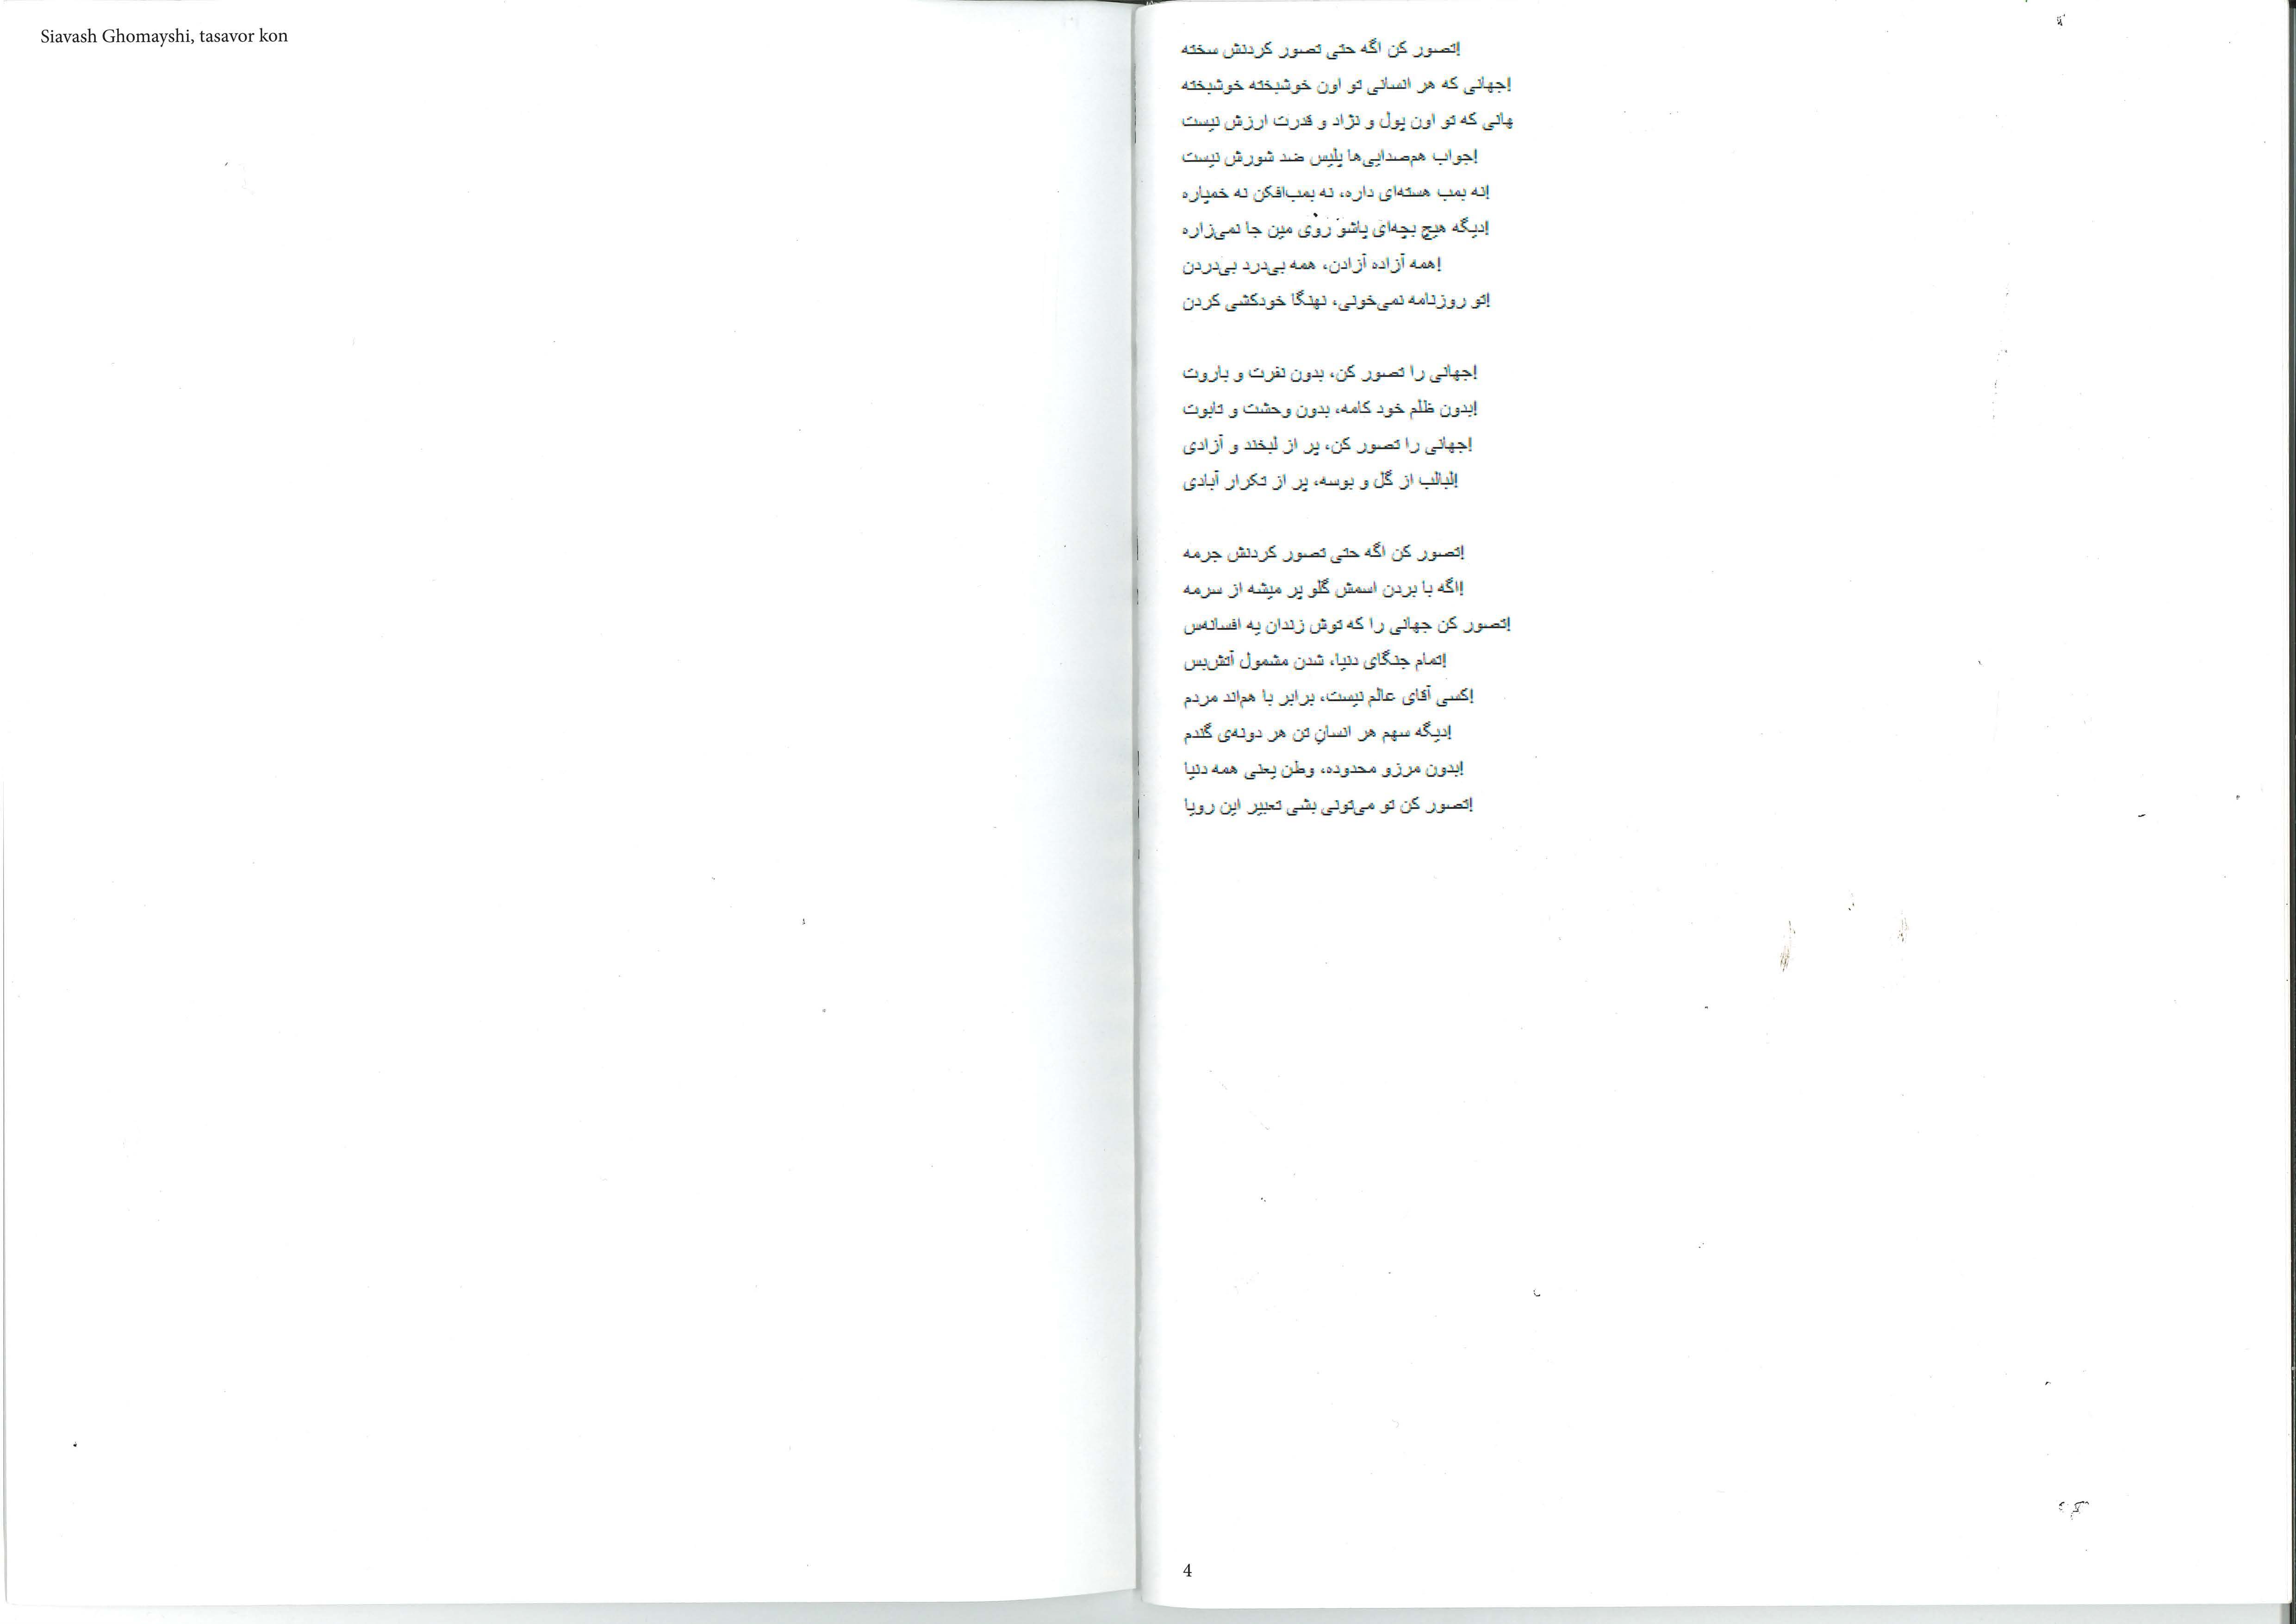 Siavash Ghomayshi, tasavor kon
تصور کن اگه حتی تصور کردنش سخته!
جهانی که هر انسانی تو اون خوشبخته خوشبخته!
هانی که تو اون پول و نژاد و قدرت ارزش نیست
جواب هم‌صدایی‌ها پلیس ضد شورش نیست!
نه بمب هسته‌ای داره، نه بمب‌افکن نه خمپاره!
دیگه هیچ بچه‌ای پاشو روی مین جا نمی‌زاره!
همه آزاده آزادن، همه بی‌درد بی‌دردن!
تو روزنامه نمی‌خونی، نهنگا خودکشی کردن!
جهانی را تصور کن، بدون نفرت و باروت!
بدون ظلم خود کامه، بدون وحشت و تابوت!
جهانی را تصور کن، پر از لبخند و آزادی!
لبالب از گل و بوسه، پر از تکرار آبادی!
تصور کن اگه حتی تصور کردنش جرمه!
اگه با بردن اسمش گلو پر میشه از سرمه!
تصور کن جهانی را که توش زندان یه افسانه‌س!
تمام جنگای دنیا، شدن مشمول آتش‌بس!
کسی آقای عالم نیست، برابر با هم‌اند مردم!
دیگه سهم هر انسانِ تن هر دونه‌ی گندم!
بدون مرزو محدوده، وطن یعنی همه دنیا!
تصور کن تو می‌تونی بشی تعبیر این رویا!
4